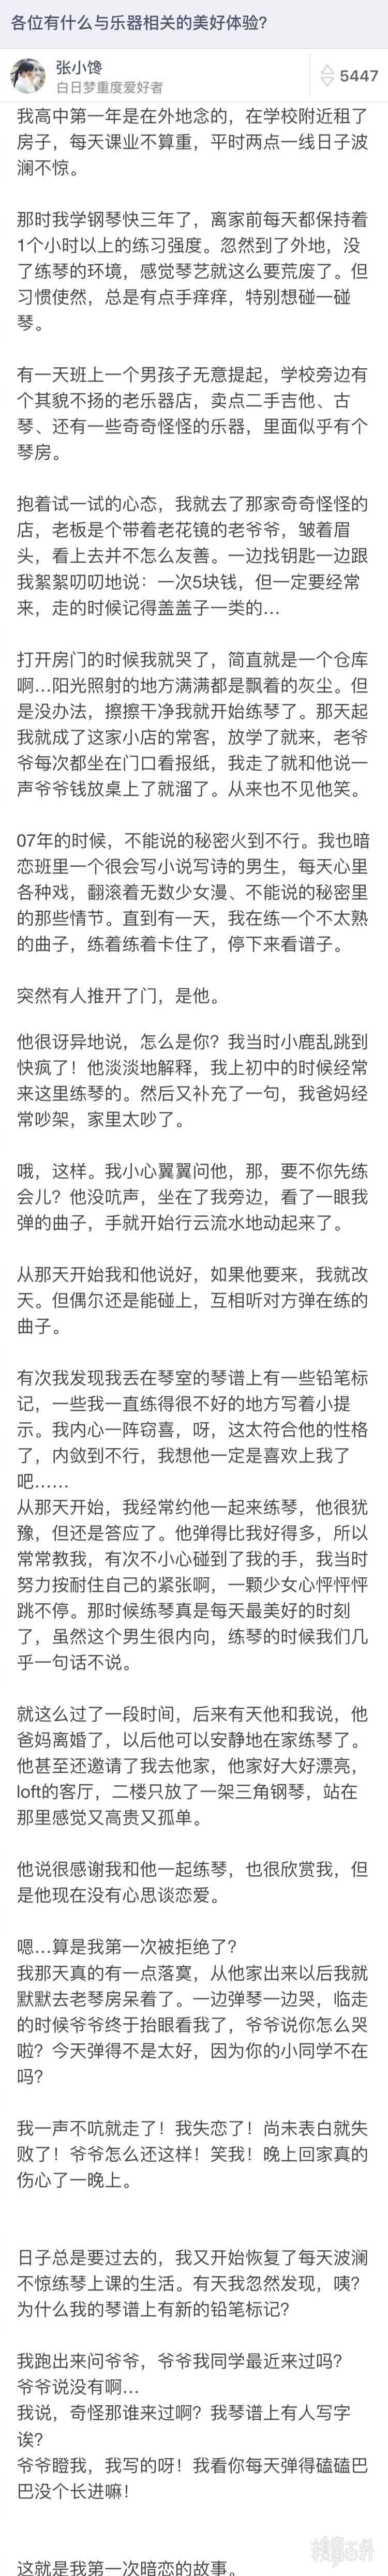 各位有什么与乐器相关的美好体验？
张小馋
白日梦重度爱好者
5447
我高中第一年是在外地念的，在学校附近租了
房子，每天课业不算重，平时两点一线日子波
澜不惊。
那时我学钢琴快三年了，离家前每天都保持着
1个小时以上的练习强度。忽然到了外地，没
了练琴的环境，感觉琴艺就这么要荒废了。但
习惯使然，总是有点手痒痒，特别想碰一碰
琴。
有一天班上一个男孩子无意提起，学校旁边有
个其貌不扬的老乐器店，卖点二手吉他、古
琴、还有一些奇奇怪怪的乐器，里面似乎有个
琴房。
抱着试一试的心态，我就去了那家奇奇怪怪的
店，老板是个带着老花镜的老爷爷，皱着眉
头，看上去并不怎么友善。一边找钥匙一边跟
我絮絮叨叨地说：一次5块钱，但一定要经常
来，走的时候记得盖盖子一类的…
打开房门的时候我就哭了，简直就是一个仓库
啊…阳光照射的地方满满都是飘着的灰尘。但
是没办法，擦擦干净我就开始练琴了。那天起
我就成了这家小店的常客，放学了就来，老爷
爷每次都坐在门口看报纸，我走了就和他说一
声爷爷钱放桌上了就溜了。从来也不见他笑。
07年的时候，不能说的秘密火到不行。我也暗
恋班里一个很会写小说写诗的男生，每天心里
各种戏，翻滚着无数少女漫、不能说的秘密里
的那些情节。直到有一天，我在练一个不太熟
的曲子，练着练着卡住了，停下来看谱子。
突然有人推开了门，是他。
他很讶异地说，怎么是你？我当时小鹿乱跳到
快疯了！他淡淡地解释，我上初中的时候经常
来这里练琴的。然后又补充了一句，我爸妈经
常吵架，家里太吵了。
哦，这样。我小心翼翼问他，那，要不你先练
会儿？他没吭声，坐在了我旁边，看了一眼我
弹的曲子，手就开始行云流水地动起来了。
从那天开始我和他说好，如果他要来，我就改
天。但偶尔还是能碰上，互相听对方弹在练的
曲子。
有次我发现我丢在琴室的琴谱上有一些铅笔标
记，一些我一直练得很不好的地方写着小提
示。我内心一阵窃喜，呀，这太符合他的性格
了，内敛到不行，我想他一定是喜欢上我了
吧……
从那天开始，我经常约他一起来练琴，他很犹
豫，但还是答应了。他弹得比我好得多，所以
常常教我，有次不小心碰到了我的手，我当时
努力按耐住自己的紧张啊，一颗少女心怦怦怦
跳不停。那时候练琴真是每天最美好的时刻
了，虽然这个男生很内向，练琴的时候我们几
乎一句话不说。
就这么过了一段时间，后来有天他和我说，他
爸妈离婚了，以后他可以安静地在家练琴了。
他甚至还邀请了我去他家，他家好大好漂亮，
loft的客厅，二楼只放了一架三角钢琴，站在
那里感觉又高贵又孤单。
他说很感谢我和他一起练琴，也很欣赏我，但
是他现在没有心思谈恋爱。
嗯…算是我第一次被拒绝了？
我那天真的有一点落寞，从他家出来以后我就
默默去老琴房呆着了。一边弹琴一边哭，临走
的时候爷爷终于抬眼看我了，爷爷说你怎么哭
啦？今天弹得不是太好，因为你的小同学不在
吗？
我一声不吭就走了！我失恋了！尚未表白就失
败了！爷爷怎么还这样！笑我！晚上回家真的
伤心了一晚上。
日子总是要过去的，我又开始恢复了每天波澜
不惊练琴上课的生活。有天我忽然发现，咦？
为什么我的琴谱上有新的铅笔标记？
我跑出来问爷爷，爷爷我同学最近来过吗？
爷爷说没有啊…
我说，奇怪那谁来过啊？我琴谱上有人写字
诶？
爷爷瞪我，我写的呀！我看你每天弹得磕磕巴
巴没个长进嘛！
这就是我第一次暗恋的故事。